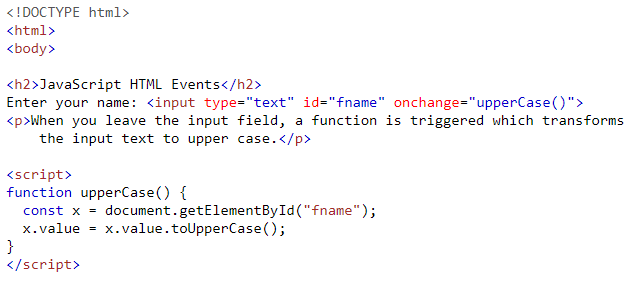 <!DOCTYPE html>
<html>
<body>
<h2>JavaScript HTML Events</h2>
Enter your name: <input type="text" id="fname" onchange="upperCase()">
<p>When you leave the input field, a function is triggered which transforms
the input text to upper case.</p>
<script>
function upperCase() {
const x = document.getElementById("fname");
x.value = x.value.toUpperCase();
}
</script>